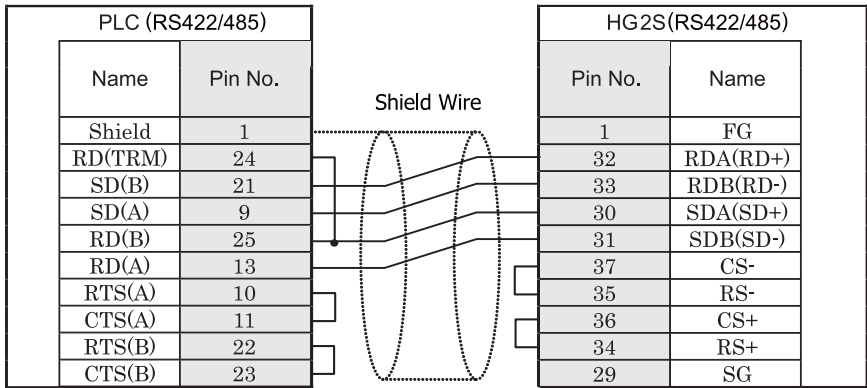 PLC (RS422/485)
HG2S(RS422/485)
Name Pin No.
Shield Wire
Pin No. Name
Shield 1
1 FG
RD(TRM) 24
32 RDA(RD+)
SD(B) 21
33 RDB(RD-)
SD(A) 9
30 SDA(SD+)
RD(B) 25
31 SDB(SD-)
RD(A) 13
37 CS-
RTS(A) 10
35 RS-
CTS(A) 11
36 CS+
RTS(B) 22
34 RS+
CTS(B) 23
29 SG